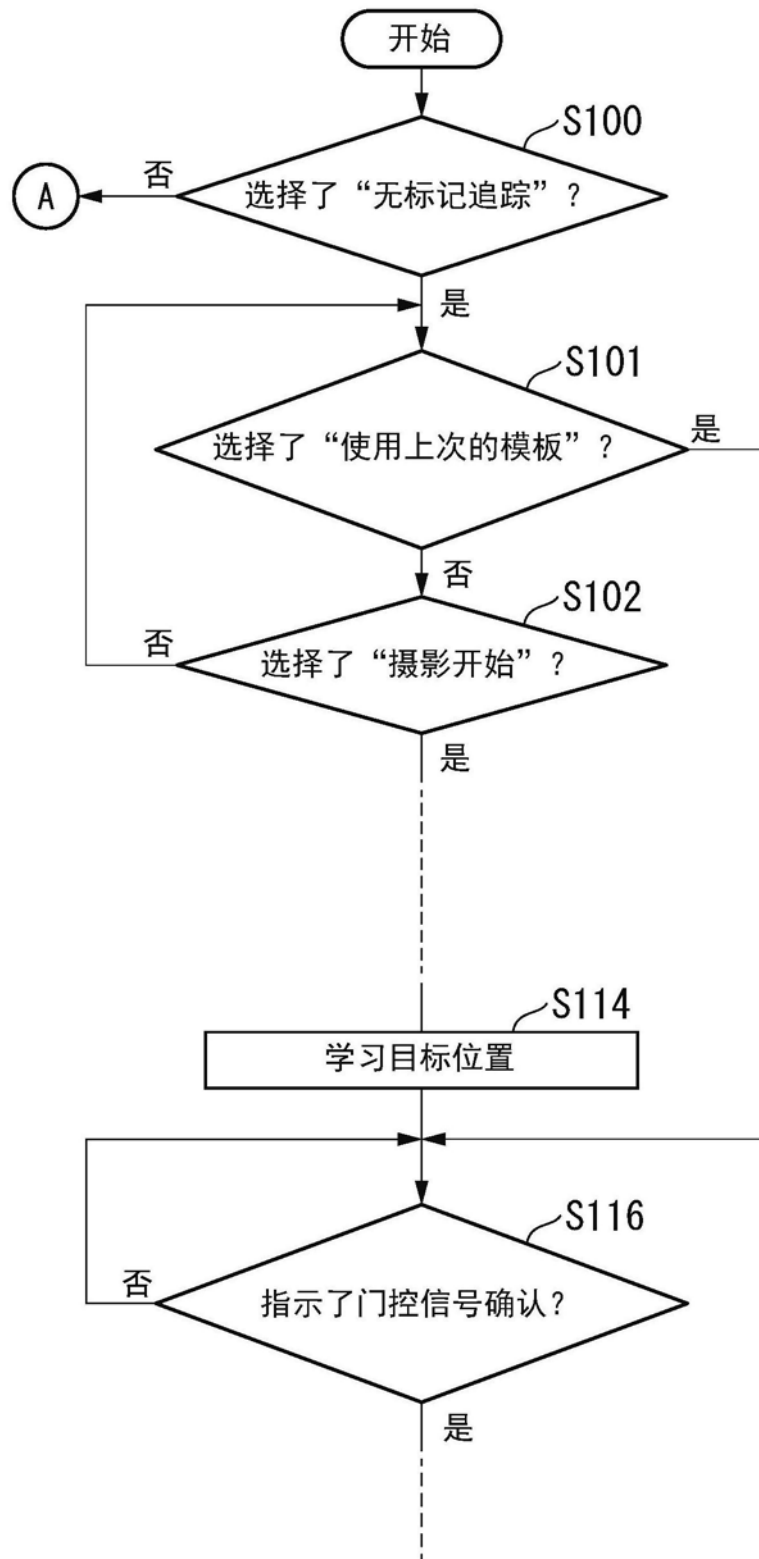 开始
S100
选择了“无标记追踪”?
否
A
是
S101
选择了“使用上次的模板”?
是
否
S102
选择了“摄影开始”?
否
是
S114
学习目标位置
S116
指示了门控信号确认?
否
是